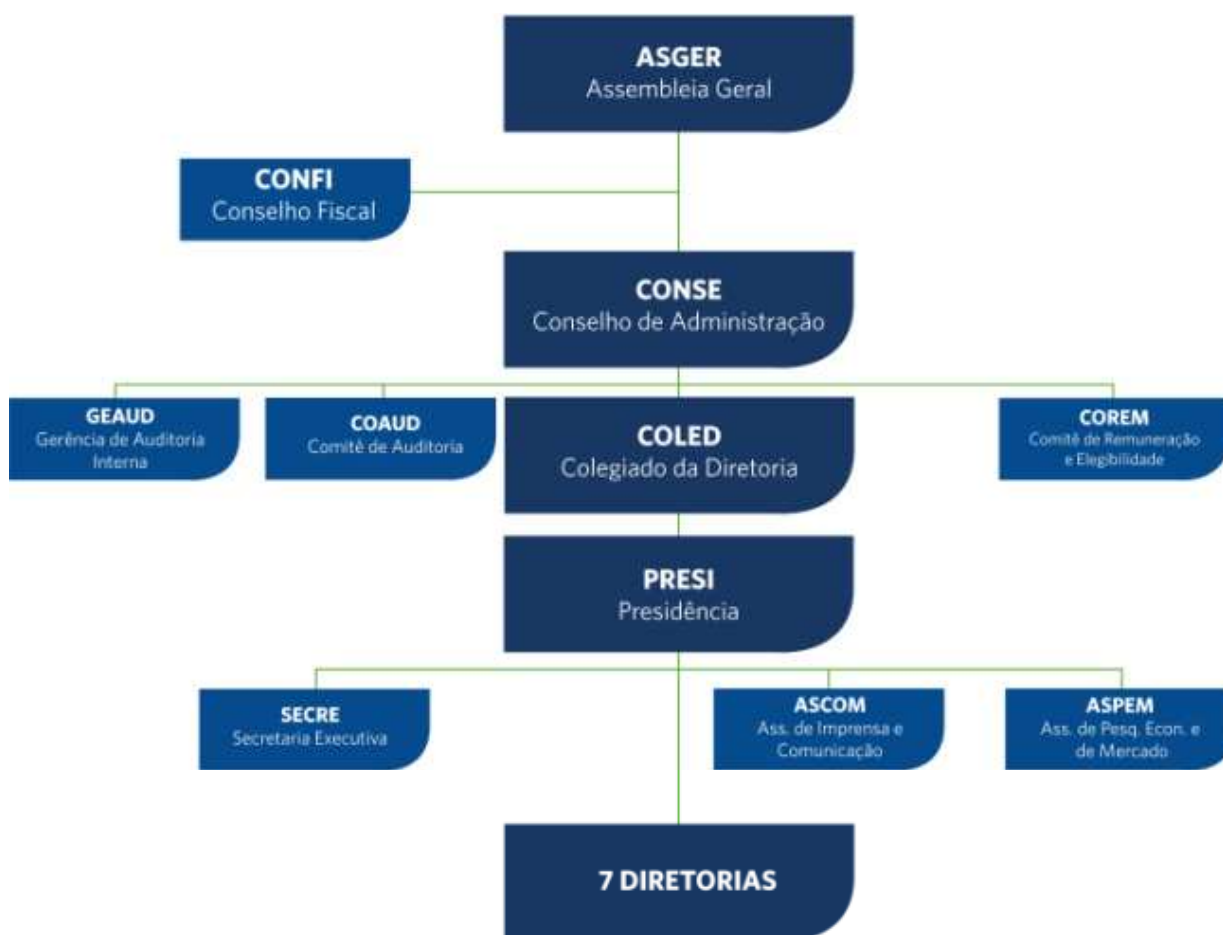 ASGER
Assembleia Geral
CONFI
Conselho Fiscal
CONSE
Conselho de Administração
GEAUD
Gerência de Auditoria
Interna
COAUD
Comitê de Auditoria
COLED
Colegiado da Diretoria
COREM
Comitê de Remuneração
e Elegibilidade
PRESI
Presidência
SECRE
Secretaria Executiva
ASCOM
Ass. de Imprensa e
Comunicação
ASPEM
Ass. de Pesq. Econ. e
de Mercado
7 DIRETORIAS